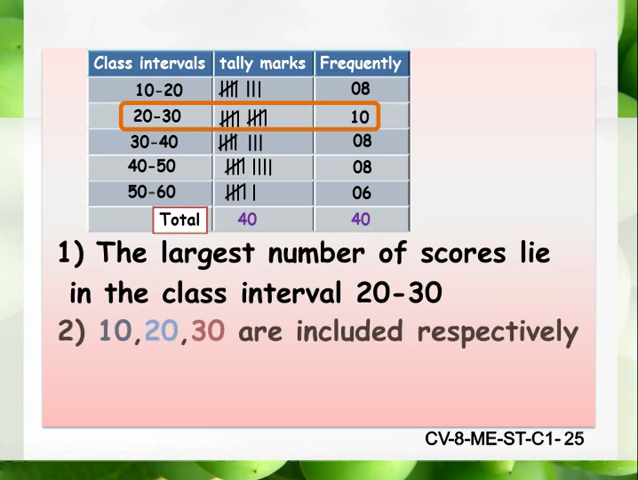 Class intervals tally marks Frequently
10-20 08
20-30 10
30-40 08
40-50 08
50-60 06
Total 40 40
1) The largest number of scores lie
in the class interval 20-30
2) 10,20,30 are included respectively
CV-8-ME-ST-C1-25